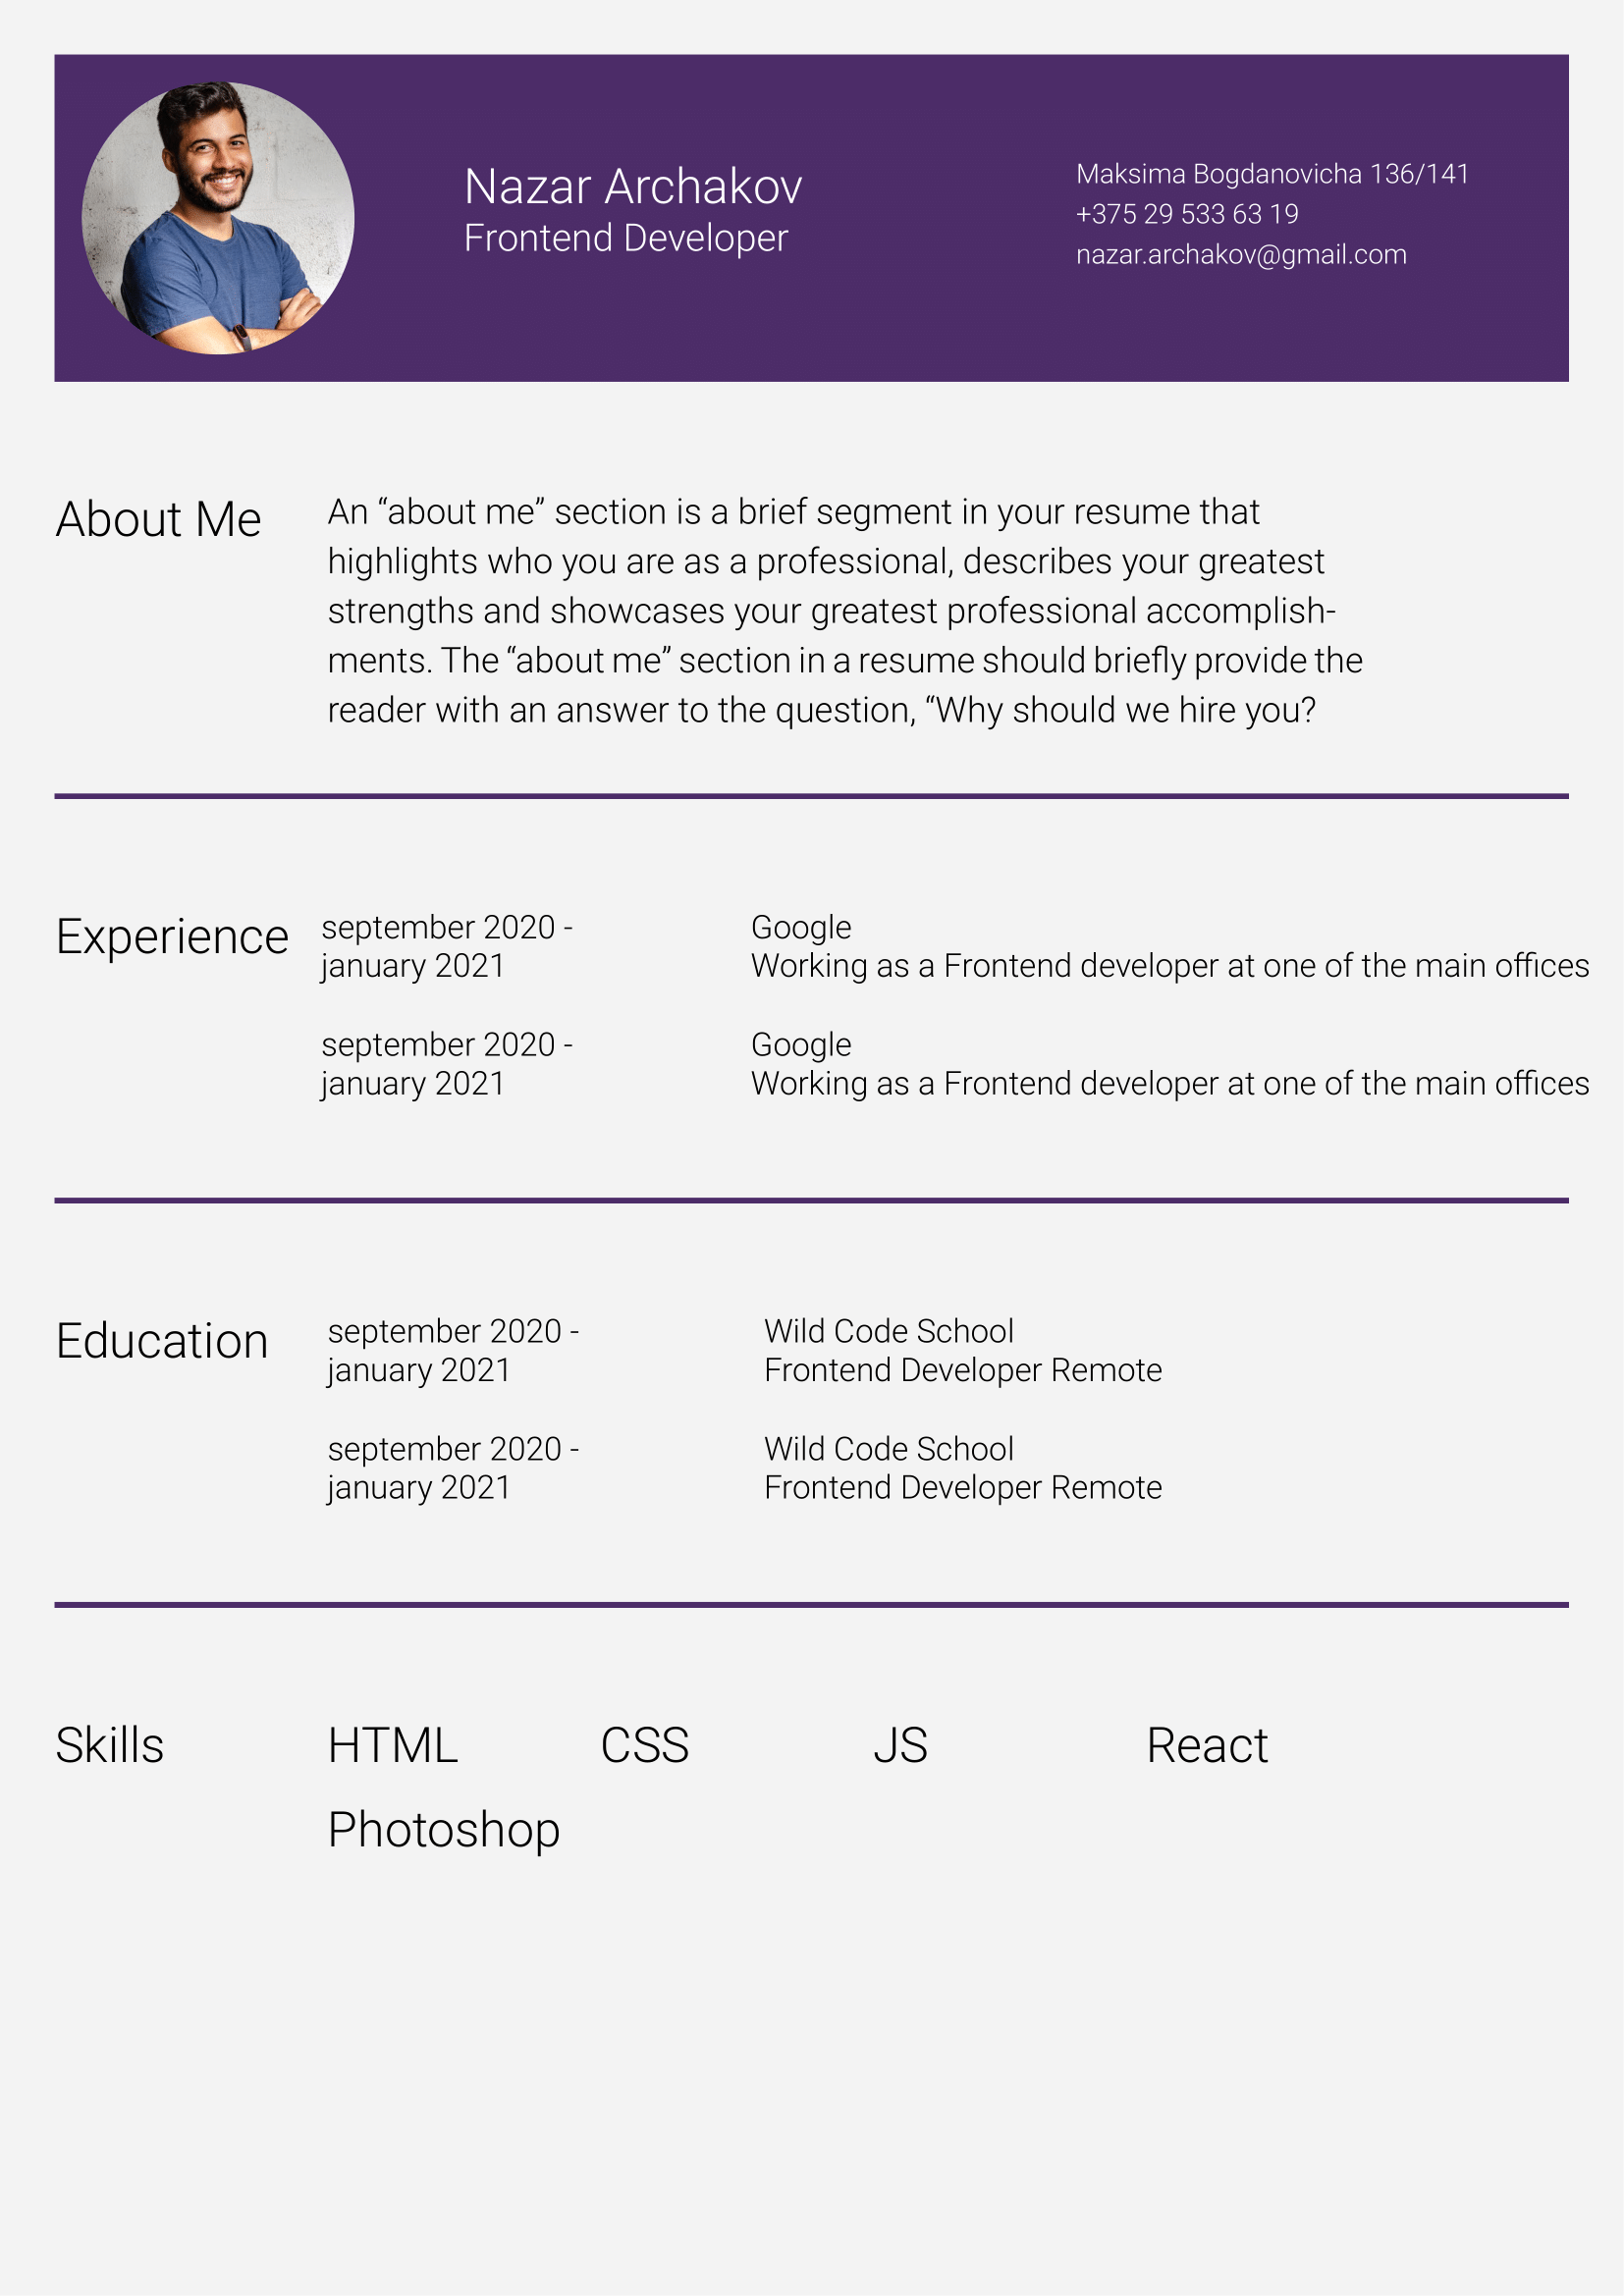 Nazar Archakov
Frontend Developer
Maksima Bogdanovicha 136/141
+375 29 533 63 19
nazar.archakov@gmail.com
About Me
An “about me” section is a brief segment in your resume that
highlights who you are as a professional, describes your greatest
strengths and showcases your greatest professional accomplish-
ments. The “about me” section in a resume should briefly provide the
reader with an answer to the question, “Why should we hire you?
Experience
september 2020 -
january 2021
Google
Working as a Frontend developer at one of the main offices
september 2020 -
january 2021
Google
Working as a Frontend developer at one of the main offices
Education
september 2020 -
january 2021
Wild Code School
Frontend Developer Remote
september 2020 -
january 2021
Wild Code School
Frontend Developer Remote
Skills
HTML CSS JS React
Photoshop